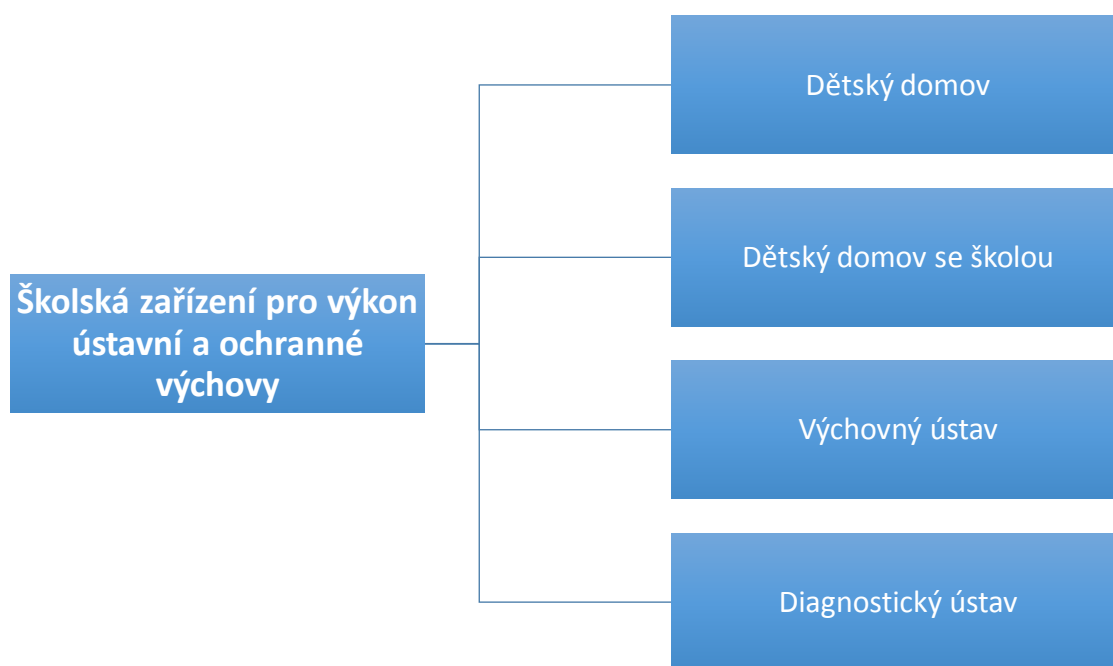 Dětský domov
Dětský domov se školou
Školská zařízení pro výkon
ústavní a ochranné
výchovy
Výchovný ústav
Diagnostický ústav